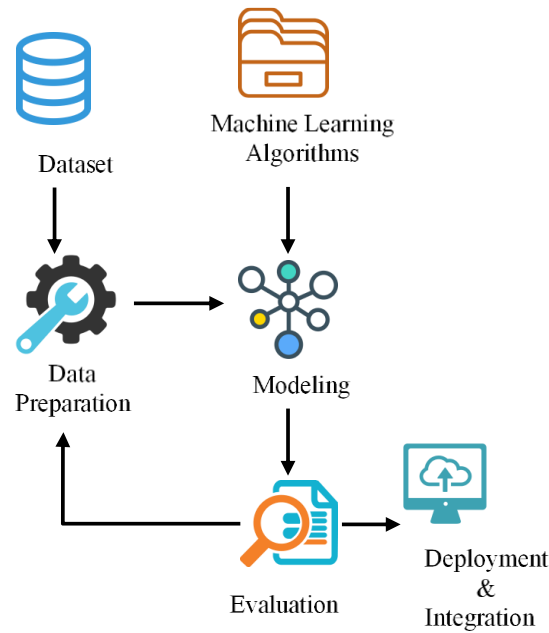 Machine Learning
Algorithms
Dataset
Data
Preparation
Modeling
Evaluation
Deployment
&
Integration